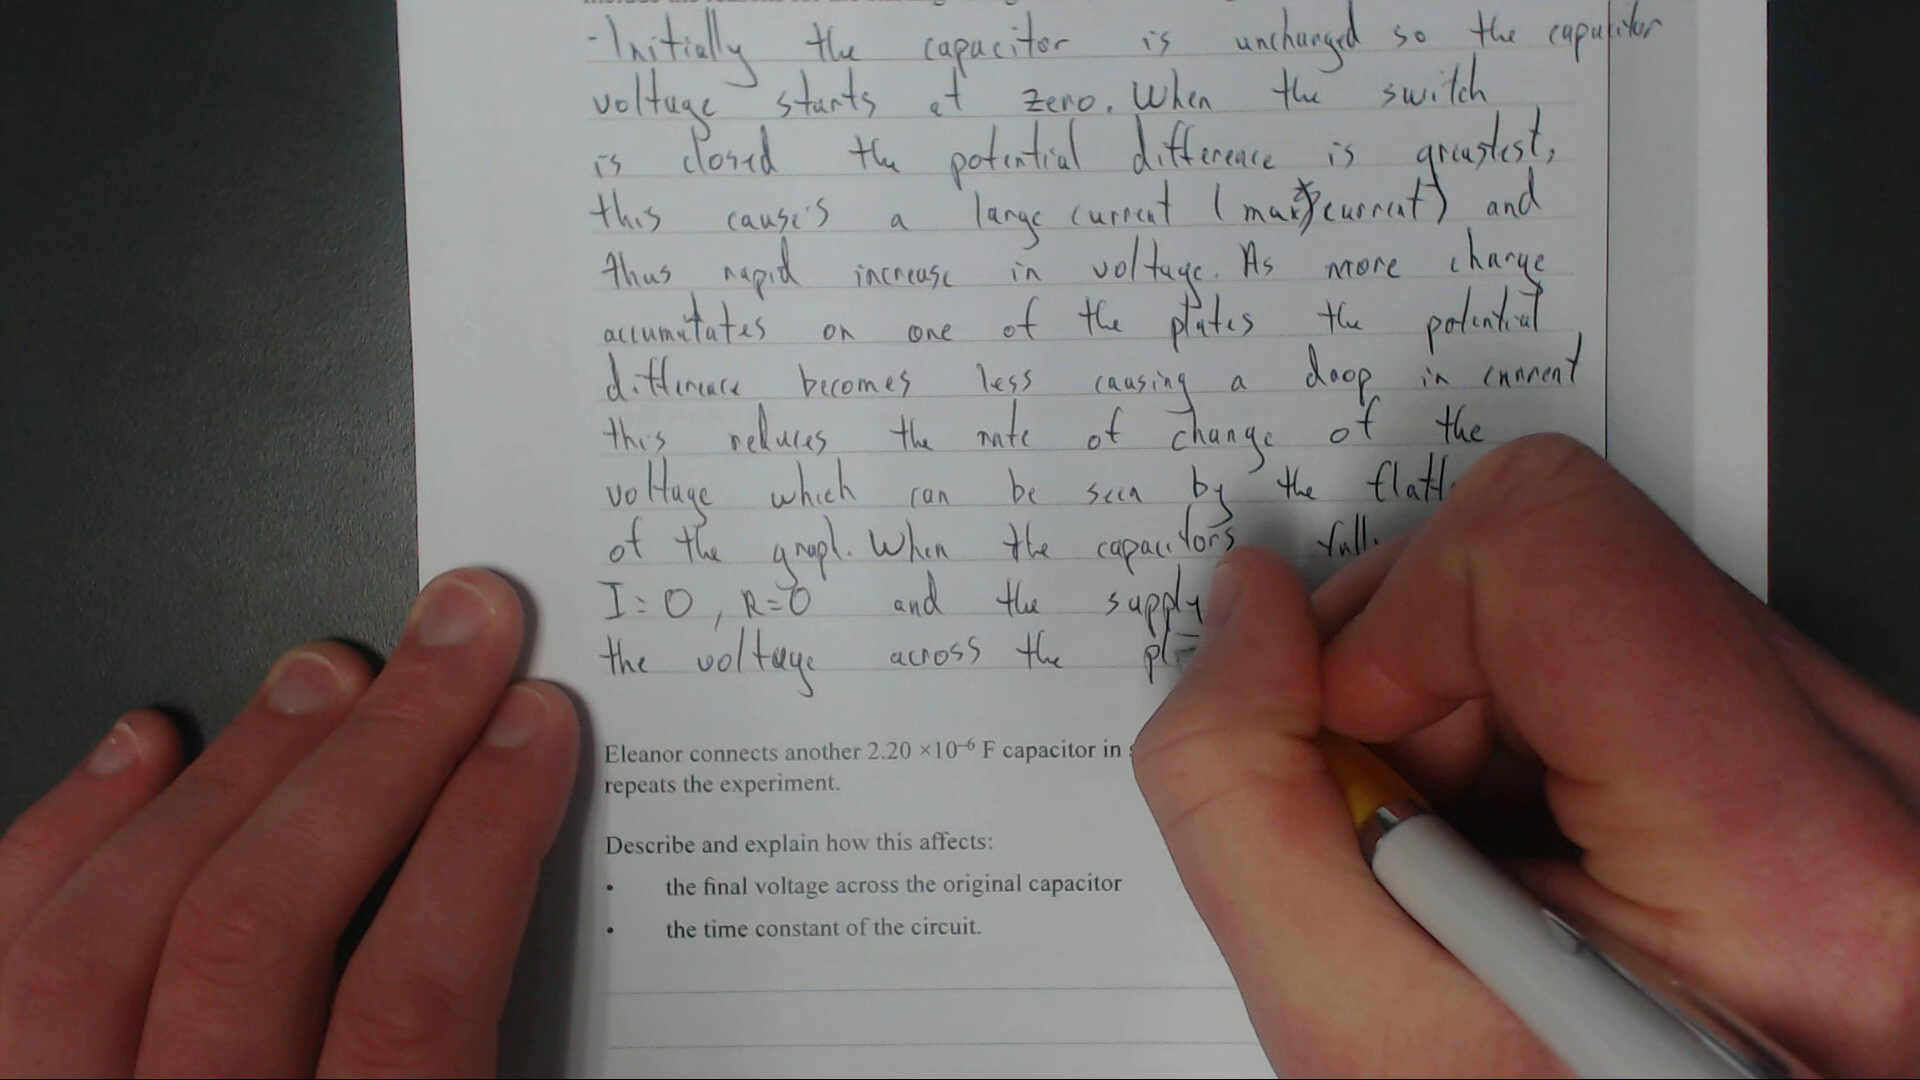 - Initially the capacitor is unchanged so the capacitor
voltage starts at zero. When the switch
is closed the potential difference is greastest,
this cause's a large current (max current) and
thus rapid increase in voltage. As more charge
accumulates on one of the plates the potential
difference becomes less causing a drop in current
this reduces the rate of change of the
voltage which can be seen by the
of the graph. When the capacitors
I = 0, R = 0 and the supply
the voltage across the
Eleanor connects another 2.20 ×10⁻⁶ F capacitor in
repeats the experiment.
Describe and explain how this affects:
• the final voltage across the original capacitor
• the time constant of the circuit.